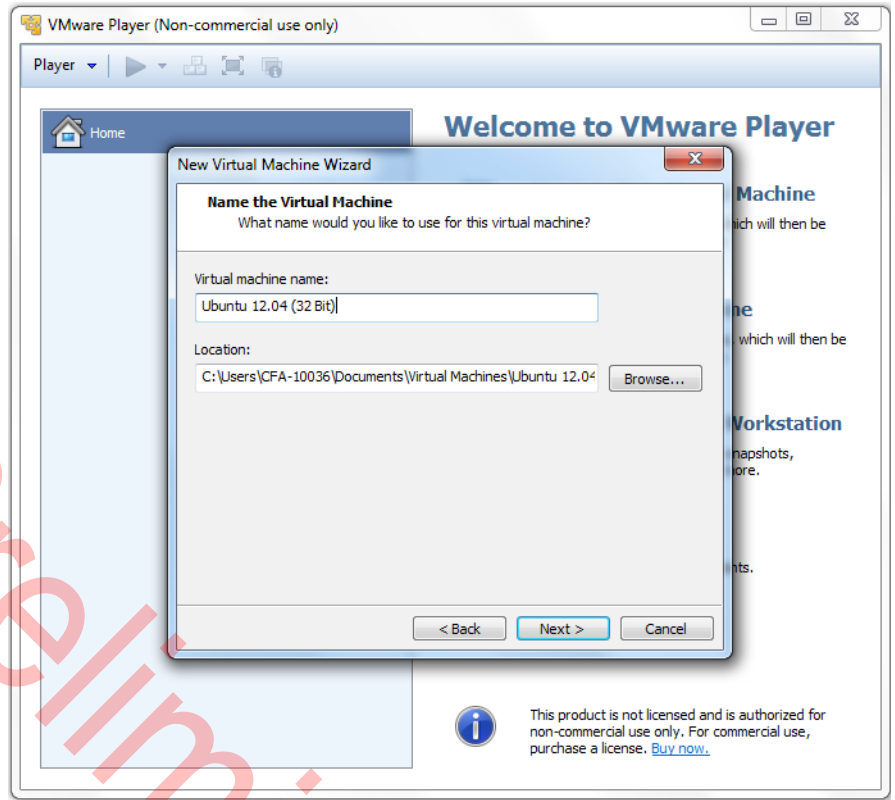 VMware Player (Non-commercial use only)
Player
Home
Welcome to VMware Player
New Virtual Machine Wizard
Machine
Name the Virtual Machine
What name would you like to use for this virtual machine?
which will then be
Virtual machine name:
Ubuntu 12.04 (32 Bit)
Location:
which will then be
C:\Users\CFA-10036\Documents\Virtual Machines\Ubuntu 12.04
Browse...
Workstation
napshots,
ore.
nts.
< Back
Next >
Cancel
This product is not licensed and is authorized for
non-commercial use only. For commercial use,
purchase a license. Buy now.
relimi